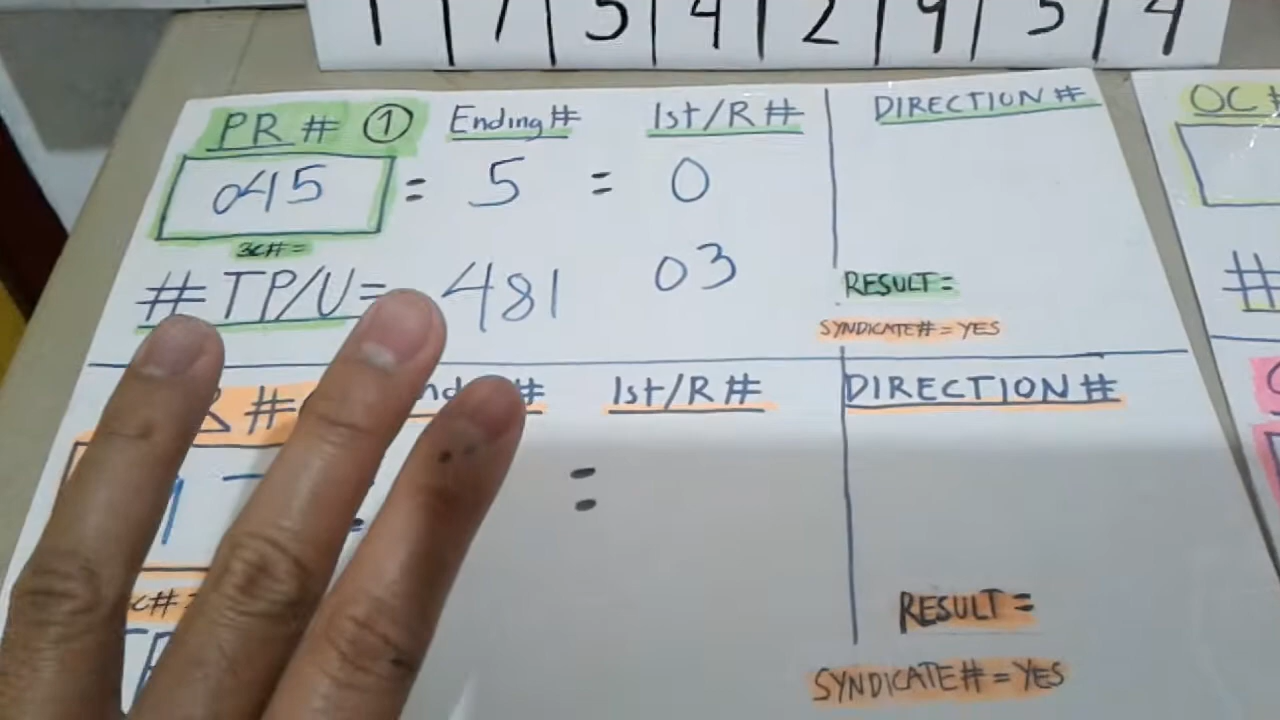 1 7 5 4 2 9 5 4
PR # ① Ending # 1st/R # DIRECTION #
0415 = 5 = 0
3C# =
# TP/U = 481 03
RESULT =
SYNDICATE # = YES
OC #
#
& # 1st/R # DIRECTION #
=
RESULT =
SYNDICATE # = YES